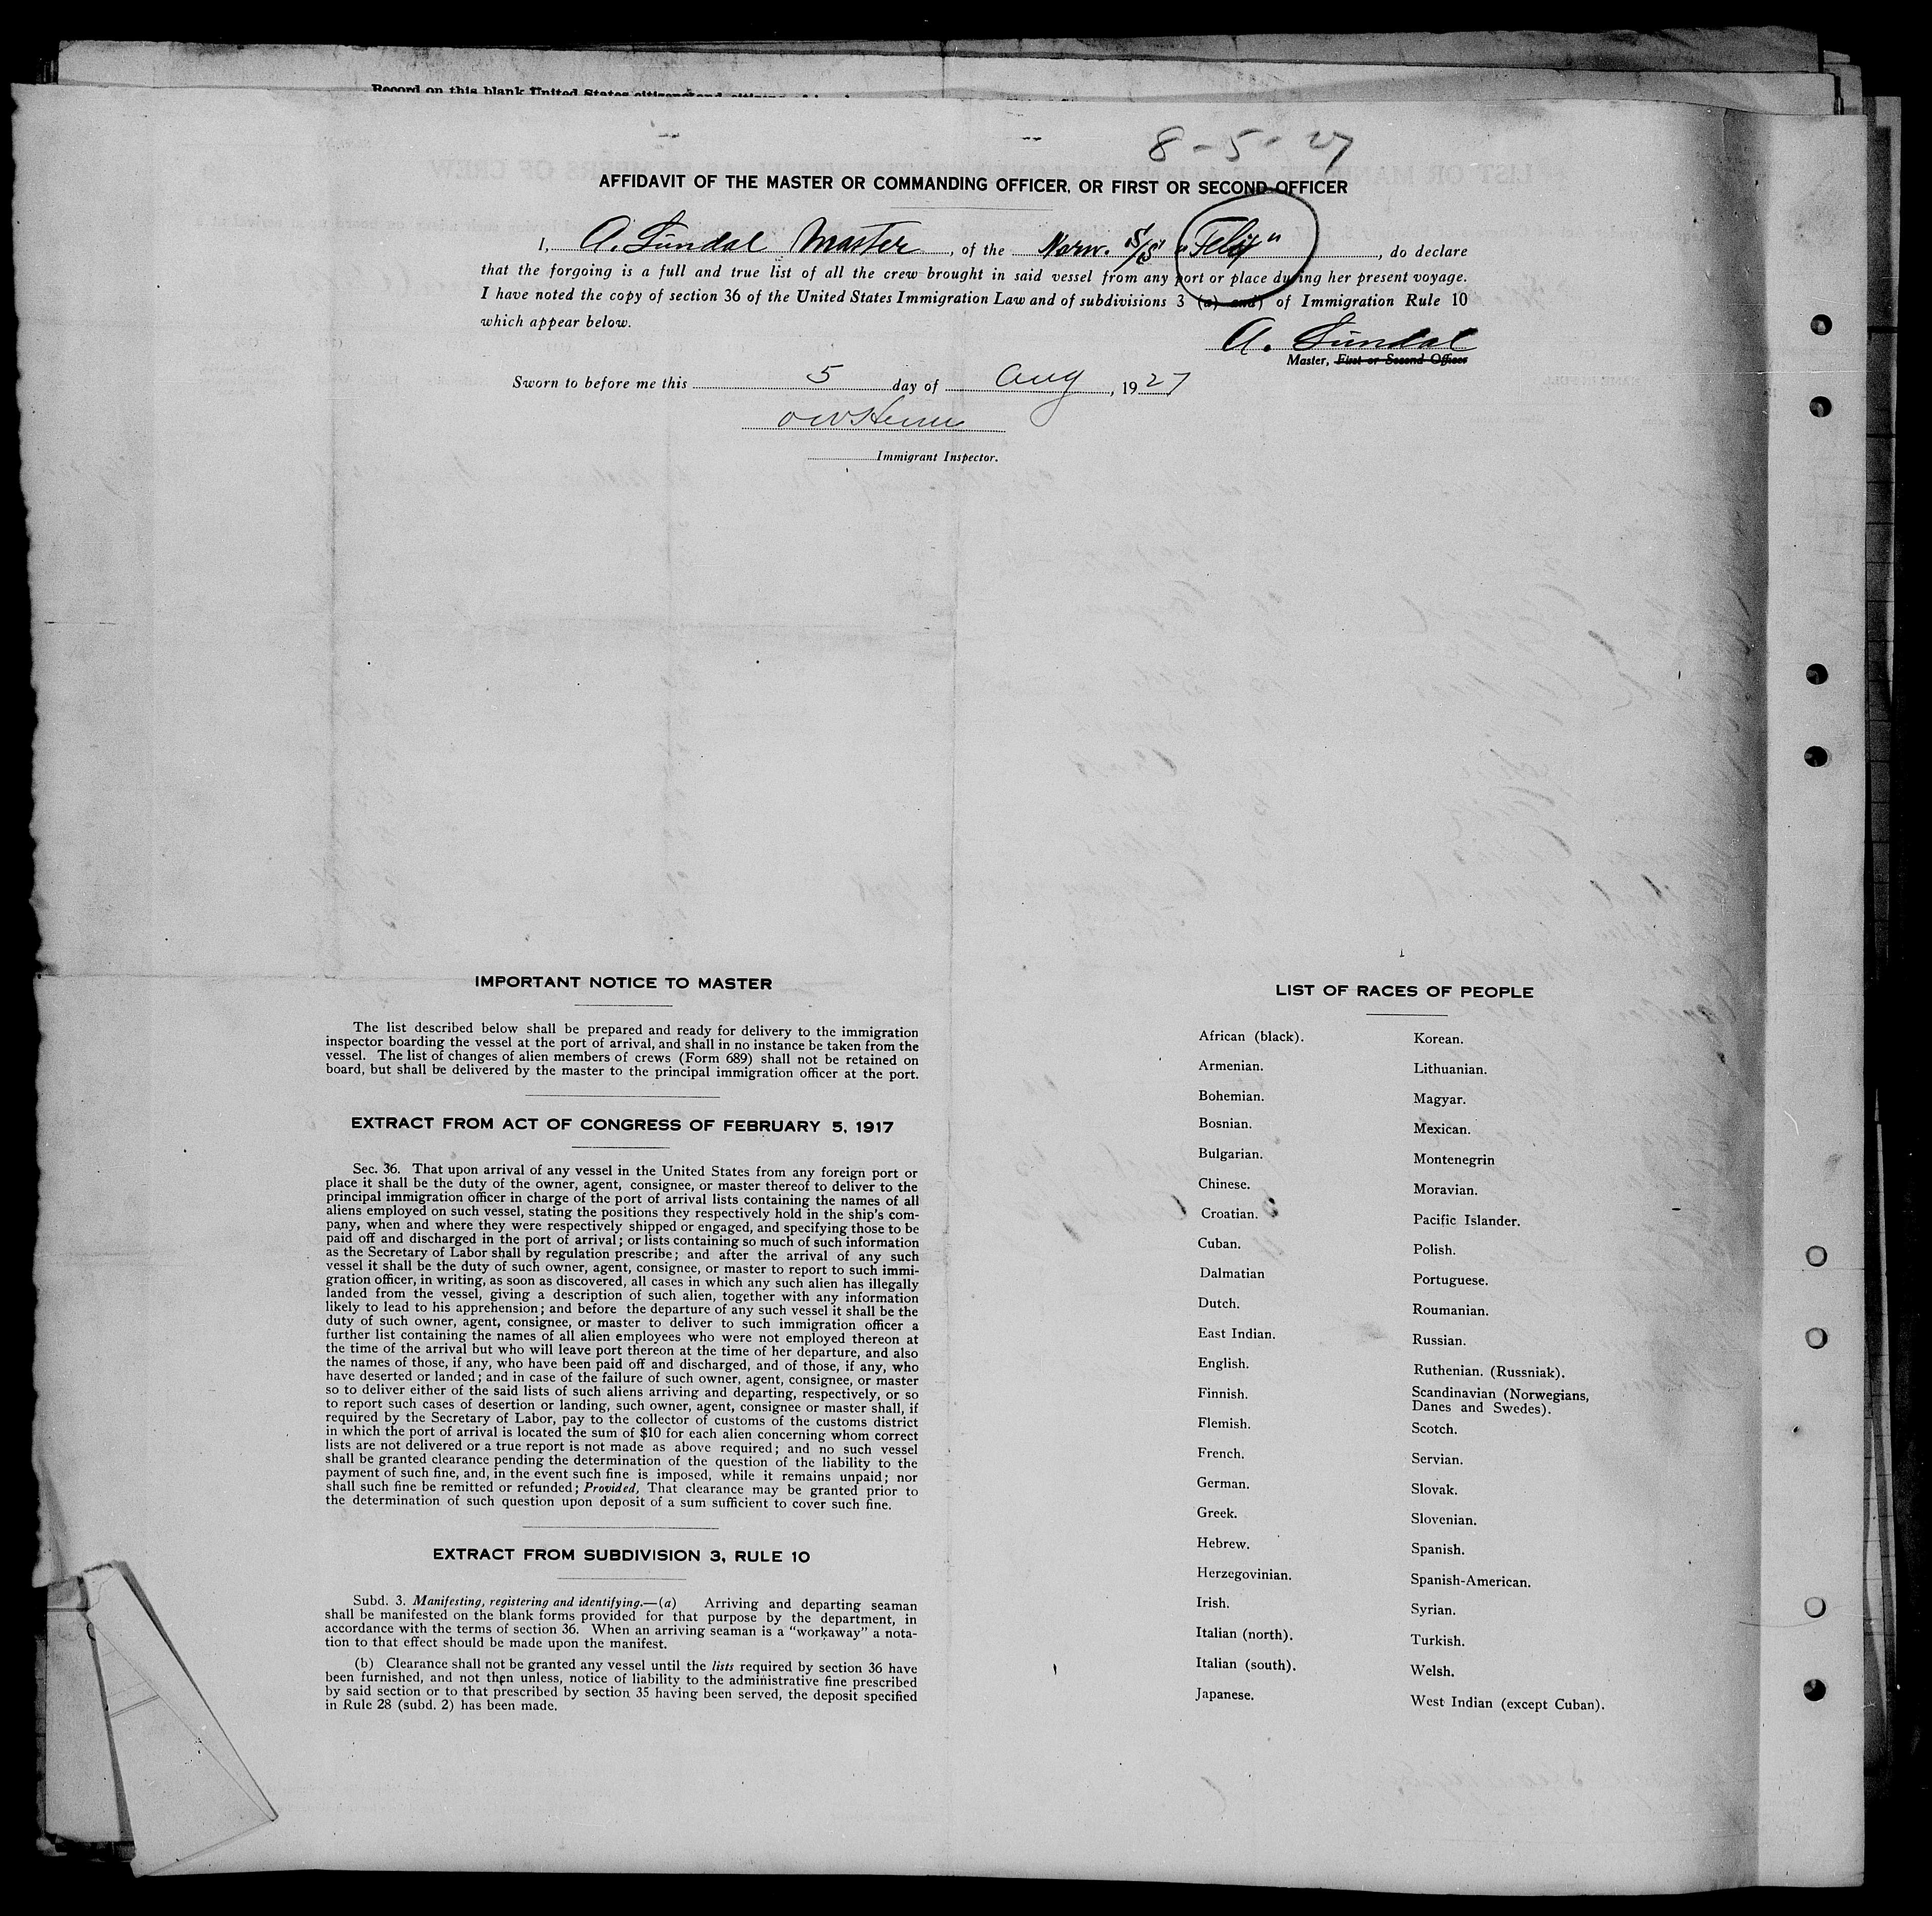 8-5-27
AFFIDAVIT OF THE MASTER OR COMMANDING OFFICER, OR FIRST OR SECOND OFFICER
I, A. Sundal Master, of the Norw. S/S "Felix", do declare
that the forgoing is a full and true list of all the crew brought in said vessel from any port or place during her present voyage.
I have noted the copy of section 36 of the United States Immigration Law and of subdivisions 3 (a) and) of Immigration Rule 10
which appear below.
A. Sundal
Master, First or Second Officer
Sworn to before me this 5 day of Aug, 1927
Immigrant Inspector.
IMPORTANT NOTICE TO MASTER
The list described below shall be prepared and ready for delivery to the immigration
inspector boarding the vessel at the port of arrival, and shall in no instance be taken from the
vessel. The list of changes of alien members of crews (Form 689) shall not be retained on
board, but shall be delivered by the master to the principal immigration officer at the port.
EXTRACT FROM ACT OF CONGRESS OF FEBRUARY 5, 1917
Sec. 36. That upon arrival of any vessel in the United States from any foreign port or
place it shall be the duty of the owner, agent, consignee, or master thereof to deliver to the
principal immigration officer in charge of the port of arrival lists containing the names of all
aliens employed on such vessel, stating the positions they respectively hold in the ship's com-
pany, when and where they were respectively shipped or engaged, and specifying those to be
paid off and discharged in the port of arrival; or lists containing so much of such information
as the Secretary of Labor shall by regulation prescribe; and after the arrival of any such
vessel it shall be the duty of such owner, agent, consignee, or master to report to such immi-
gration officer, in writing, as soon as discovered, all cases in which any such alien has illegally
landed from the vessel, giving a description of such alien, together with any information
likely to lead to his apprehension; and before the departure of any such vessel it shall be the
duty of such owner, agent, consignee, or master to deliver to such immigration officer a
further list containing the names of all alien employees who were not employed thereon at
the time of the arrival but who will leave port thereon at the time of her departure, and also
the names of those, if any, who have been paid off and discharged, and of those, if any, who
have deserted or landed; and in case of the failure of such owner, agent, consignee, or master
so to deliver either of the said lists of such aliens arriving and departing, respectively, or so
to report such cases of desertion or landing, such owner, agent, consignee or master shall, if
required by the Secretary of Labor, pay to the collector of customs of the customs district
in which the port of arrival is located the sum of $10 for each alien concerning whom correct
lists are not delivered or a true report is not made as above required; and no such vessel
shall be granted clearance pending the determination of the question of the liability to the
payment of such fine, and, in the event such fine is imposed, while it remains unpaid; nor
shall such fine be remitted or refunded; Provided, That clearance may be granted prior to
the determination of such question upon deposit of a sum sufficient to cover such fine.
EXTRACT FROM SUBDIVISION 3, RULE 10
Subd. 3. Manifesting, registering and identifying.—(a) Arriving and departing seaman
shall be manifested on the blank forms provided for that purpose by the department, in
accordance with the terms of section 36. When an arriving seaman is a "workaway" a nota-
tion to that effect should be made upon the manifest.
(b) Clearance shall not be granted any vessel until the lists required by section 36 have
been furnished, and not then unless, notice of liability to the administrative fine prescribed
by said section or to that prescribed by section 35 having been served, the deposit specified
in Rule 28 (subd. 2) has been made.
LIST OF RACES OF PEOPLE
African (black).
Armenian.
Bohemian.
Bosnian.
Bulgarian.
Chinese.
Croatian.
Cuban.
Dalmatian
Dutch.
East Indian.
English.
Finnish.
Flemish.
French.
German.
Greek.
Hebrew.
Herzegovinian.
Irish.
Italian (north).
Italian (south).
Japanese.
Korean.
Lithuanian.
Magyar.
Mexican.
Montenegrin
Moravian.
Pacific Islander.
Polish.
Portuguese.
Roumanian.
Russian.
Ruthenian. (Russniak).
Scandinavian (Norwegians,
Danes and Swedes).
Scotch.
Servian.
Slovak.
Slovenian.
Spanish.
Spanish-American.
Syrian.
Turkish.
Welsh.
West Indian (except Cuban).